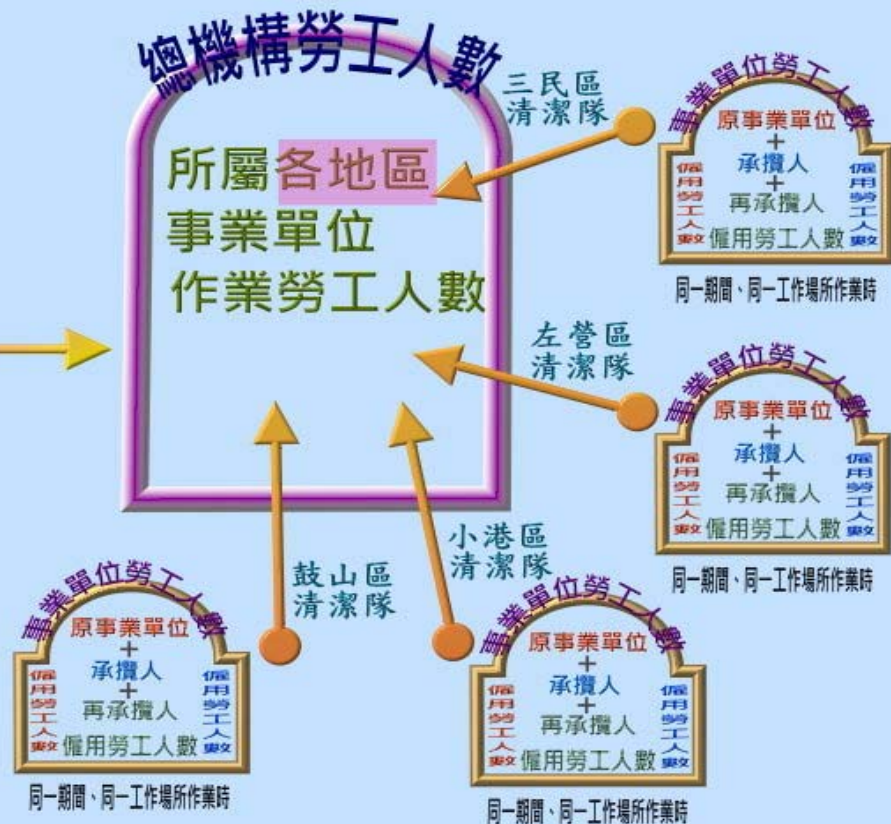 總機構勞工人數
所屬各地區
事業單位
作業勞工人數
三民區
清潔隊
事業單位勞工人數
原事業單位
+
承攬人
+
再承攬人
僱用勞工人數
僱用勞工人數
僱用勞工人數
同一期間、同一工作場所作業時
左營區
清潔隊
事業單位勞工人數
原事業單位
+
承攬人
+
再承攬人
僱用勞工人數
僱用勞工人數
僱用勞工人數
同一期間、同一工作場所作業時
鼓山區
清潔隊
事業單位勞工人數
原事業單位
+
承攬人
+
再承攬人
僱用勞工人數
僱用勞工人數
僱用勞工人數
同一期間、同一工作場所作業時
小港區
清潔隊
事業單位勞工人數
原事業單位
+
承攬人
+
再承攬人
僱用勞工人數
僱用勞工人數
僱用勞工人數
同一期間、同一工作場所作業時